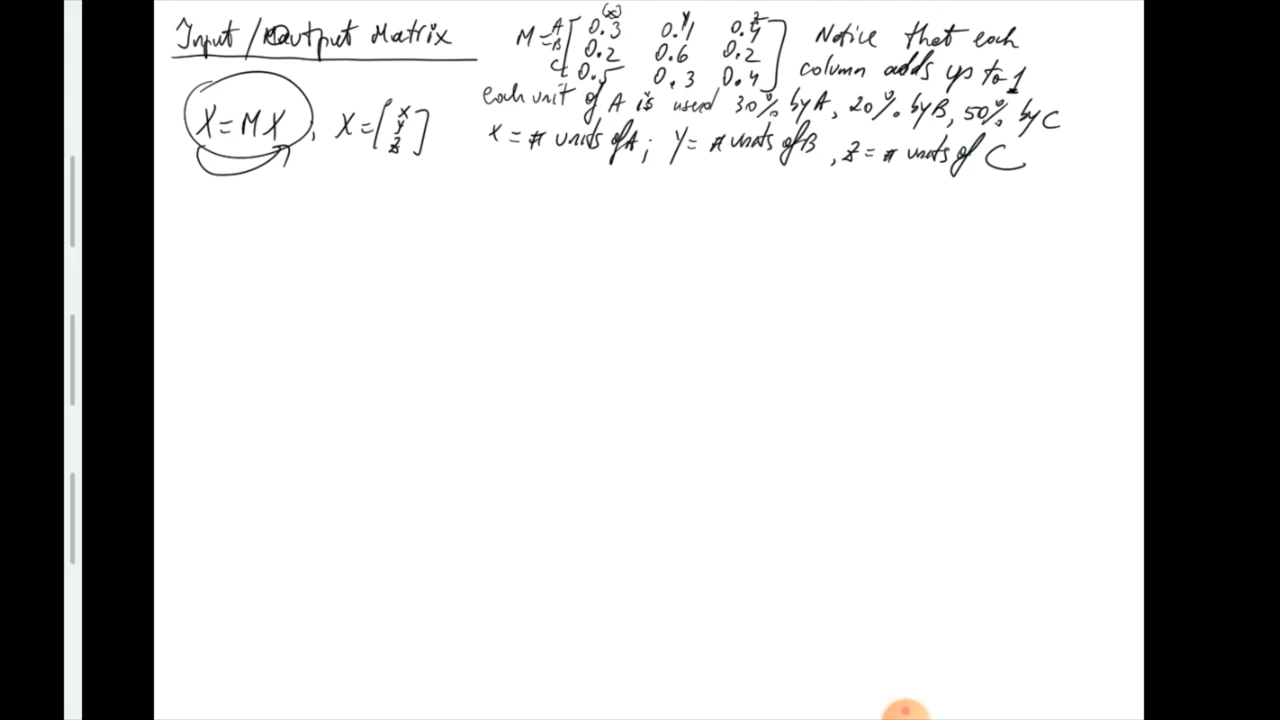 Input / Output Matrix
M = A [ 0.3 0.1 0.4 ] Notice that each
B 0.2 0.6 0.2
C 0.5 0.3 0.4 column adds up to 1
(x) y z
each unit of A is used 30% by A, 20% by B, 50% by C
X = MX, X = [ x y z ]
x = # units of A; y = # units of B, z = # units of C